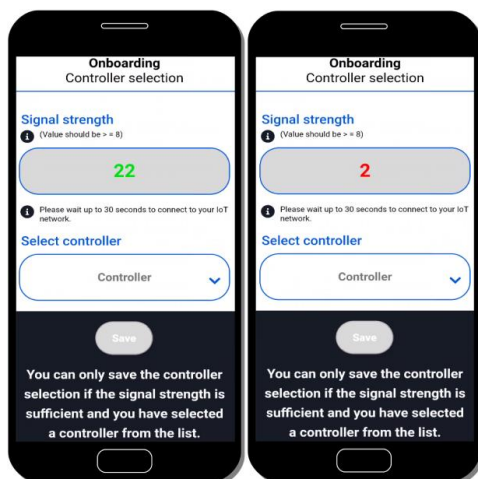 Onboarding
Controller selection
Signal strength
(Value should be > = 8)
22
Please wait up to 30 seconds to connect to your IoT
network.
Select controller
Controller
Save
You can only save the controller
selection if the signal strength is
sufficient and you have selected
a controller from the list.
Onboarding
Controller selection
Signal strength
(Value should be > = 8)
2
Please wait up to 30 seconds to connect to your IoT
network.
Select controller
Controller
Save
You can only save the controller
selection if the signal strength is
sufficient and you have selected
a controller from the list.